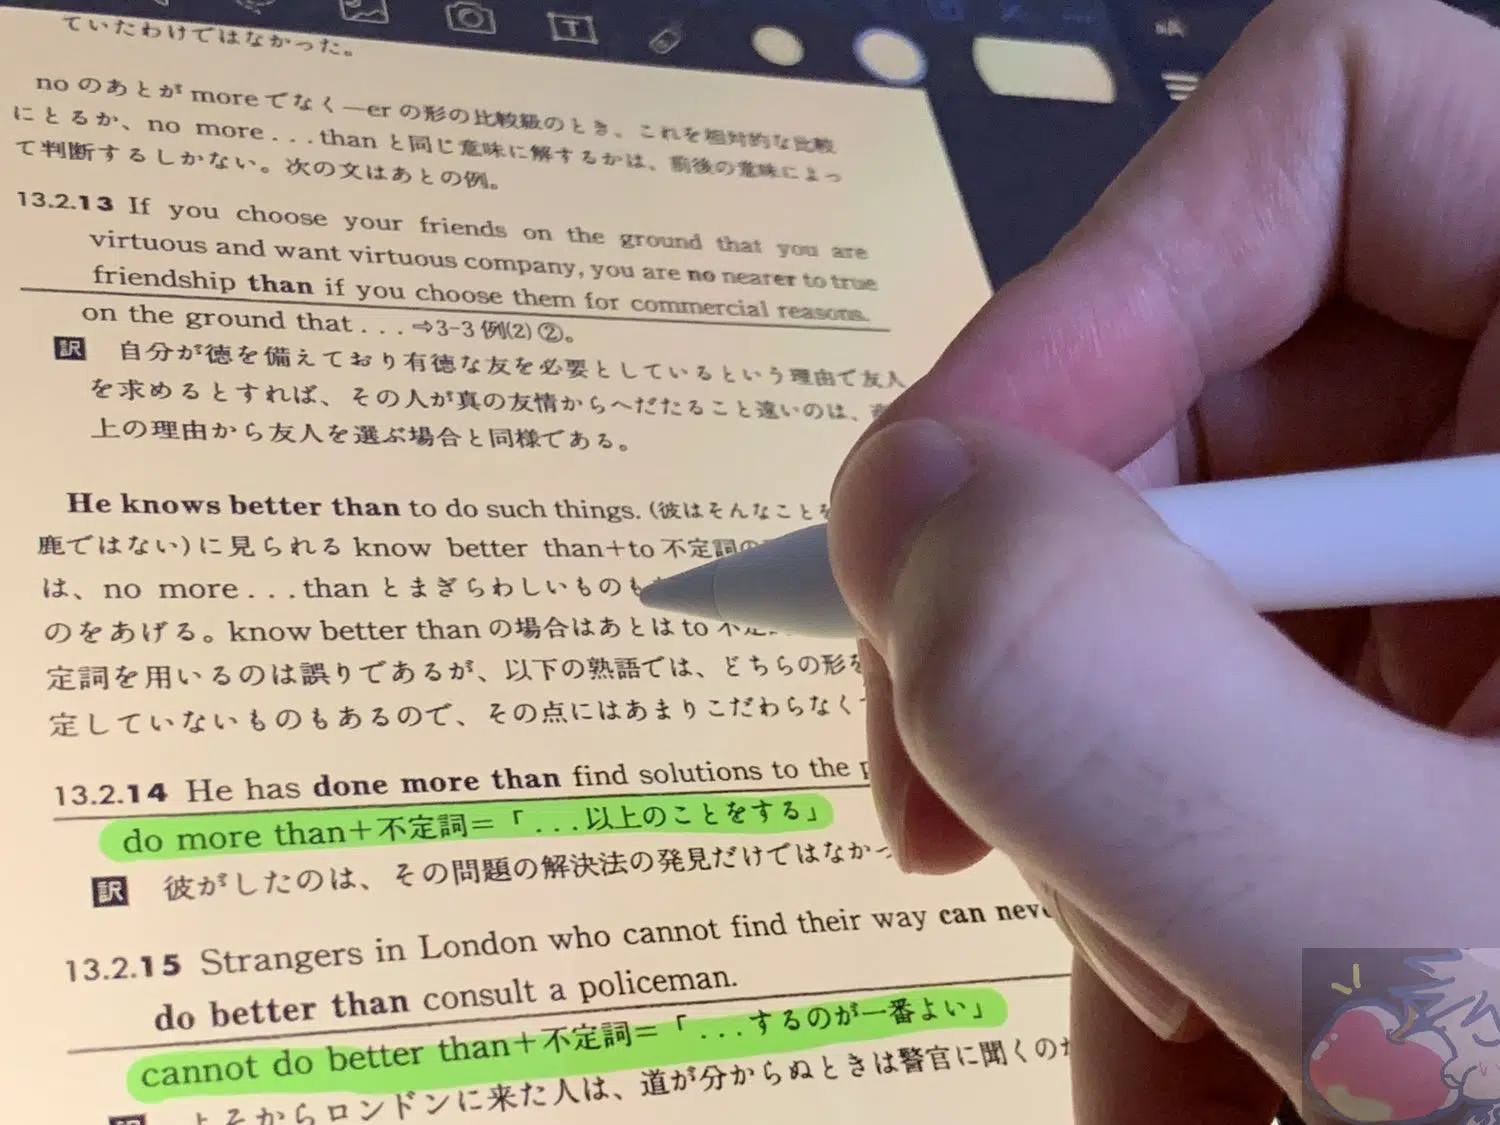 ていたわけではなかった。
no のあとが more でなく—er の形の比較級のとき、これを相対的な比較
にとるか、no more...than と同じ意味に解するかは、前後の意味によっ
て判断するしかない。次の文はあとの例。
13.2.13 If you choose your friends on the ground that you are
virtuous and want virtuous company, you are no nearer to true
friendship than if you choose them for commercial reasons.
on the ground that ... ⇨3-3 例(2) ②。
訳 自分が徳を備えており有徳な友を必要としているという理由で友人
を求めるとすれば、その人が真の友情からへだたること遠いのは、
上の理由から友人を選ぶ場合と同様である。
He knows better than to do such things. (彼はそんなことを
鹿ではない)に見られる know better than+to 不定詞の
は、no more...than とまぎらわしいものも
のをあげる。know better than の場合はあとは to 不定
定詞を用いるのは誤りであるが、以下の熟語では、どちらの形を
定していないものもあるので、その点にはあまりこだわらなく
13.2.14 He has done more than find solutions to the
do more than+不定詞=「...以上のことをする」
訳 彼がしたのは、その問題の解決法の発見だけではなかっ
13.2.15 Strangers in London who cannot find their way can never
do better than consult a policeman.
cannot do better than+不定詞=「...するのが一番よい」
訳 よそからロンドンに来た人は、道が分からぬときは警官に聞くのが